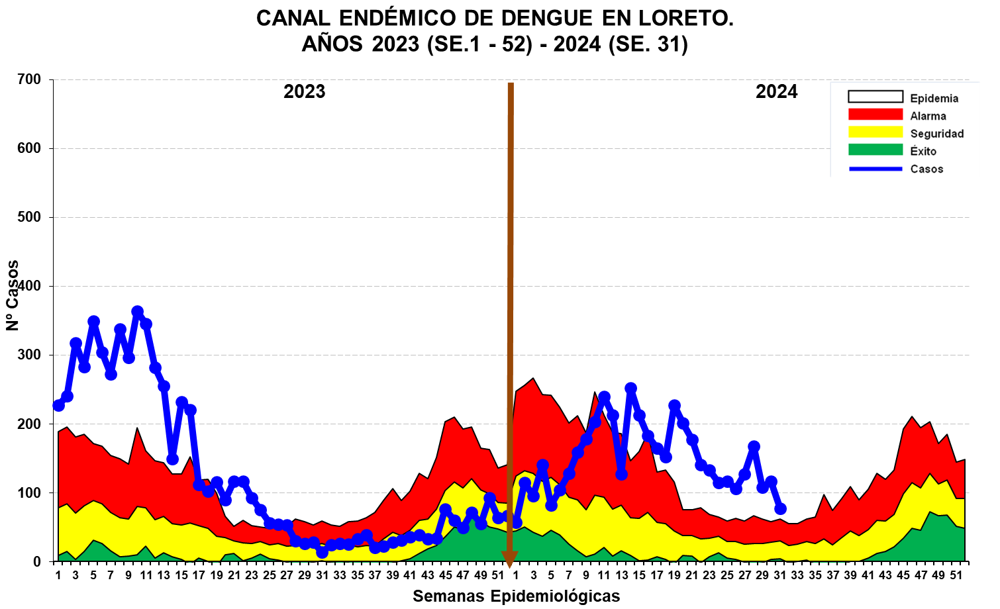 CANAL ENDÉMICO DE DENGUE EN LORETO.
AÑOS 2023 (SE.1 - 52) - 2024 (SE. 31)
2023
2024
Epidemia
Alarma
Seguridad
Éxito
Casos
Nº Casos
700
600
500
400
300
200
100
0
1 3 5 7 9 11 13 15 17 19 21 23 25 27 29 31 33 35 37 39 41 43 45 47 49 51 1 3 5 7 9 11 13 15 17 19 21 23 25 27 29 31 33 35 37 39 41 43 45 47 49 51
Semanas Epidemiológicas